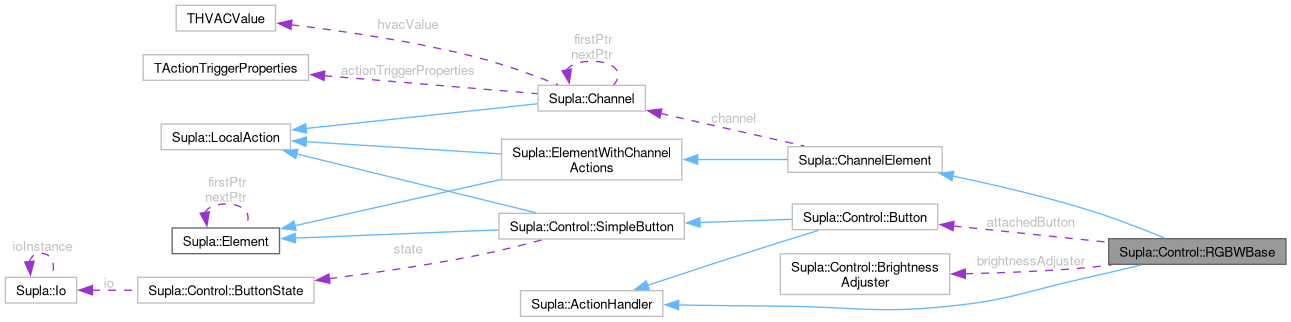 THVACValue
hvacValue
firstPtr
nextPtr
TActionTriggerProperties
actionTriggerProperties
Supla::Channel
channel
Supla::LocalAction
Supla::ElementWithChannel
Actions
Supla::ChannelElement
firstPtr
nextPtr
Supla::Element
Supla::Control::SimpleButton
Supla::Control::Button
attachedButton
Supla::Control::RGBWBase
ioInstance
state
Supla::Control::Brightness
Adjuster
brightnessAdjuster
Supla::Io
io
Supla::Control::ButtonState
Supla::ActionHandler